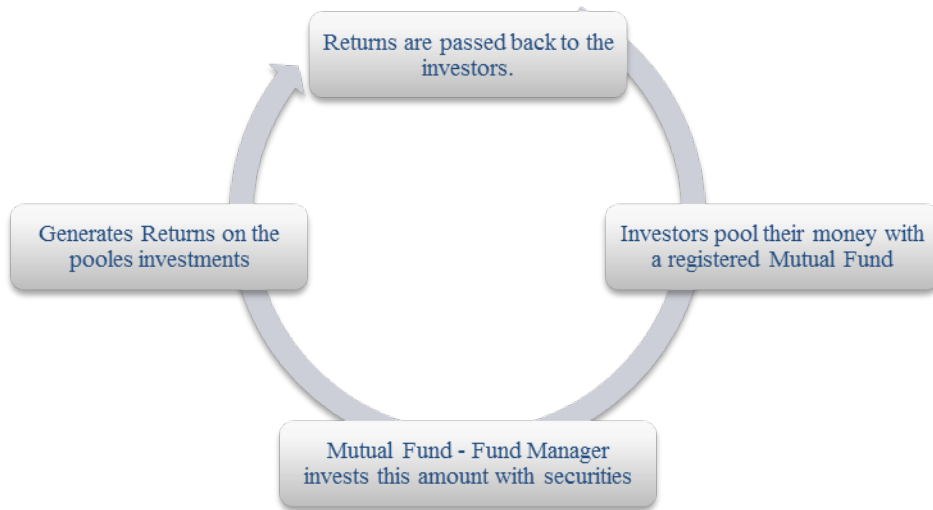 Returns are passed back to the
investors.
Generates Returns on the
pooles investments
Investors pool their money with
a registered Mutual Fund
Mutual Fund - Fund Manager
invests this amount with securities